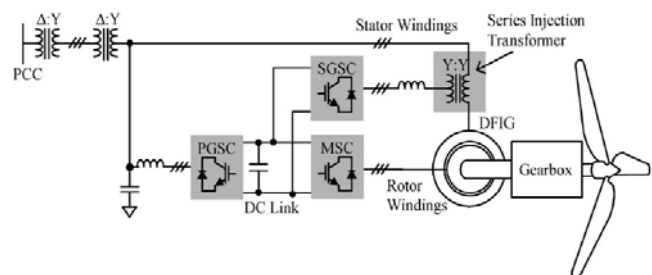 Δ:Y
Δ:Y
PCC
Stator Windings
Series Injection
Transformer
SGSC
Y:Y
DFIG
PGSC
MSC
Gearbox
DC Link
Rotor
Windings